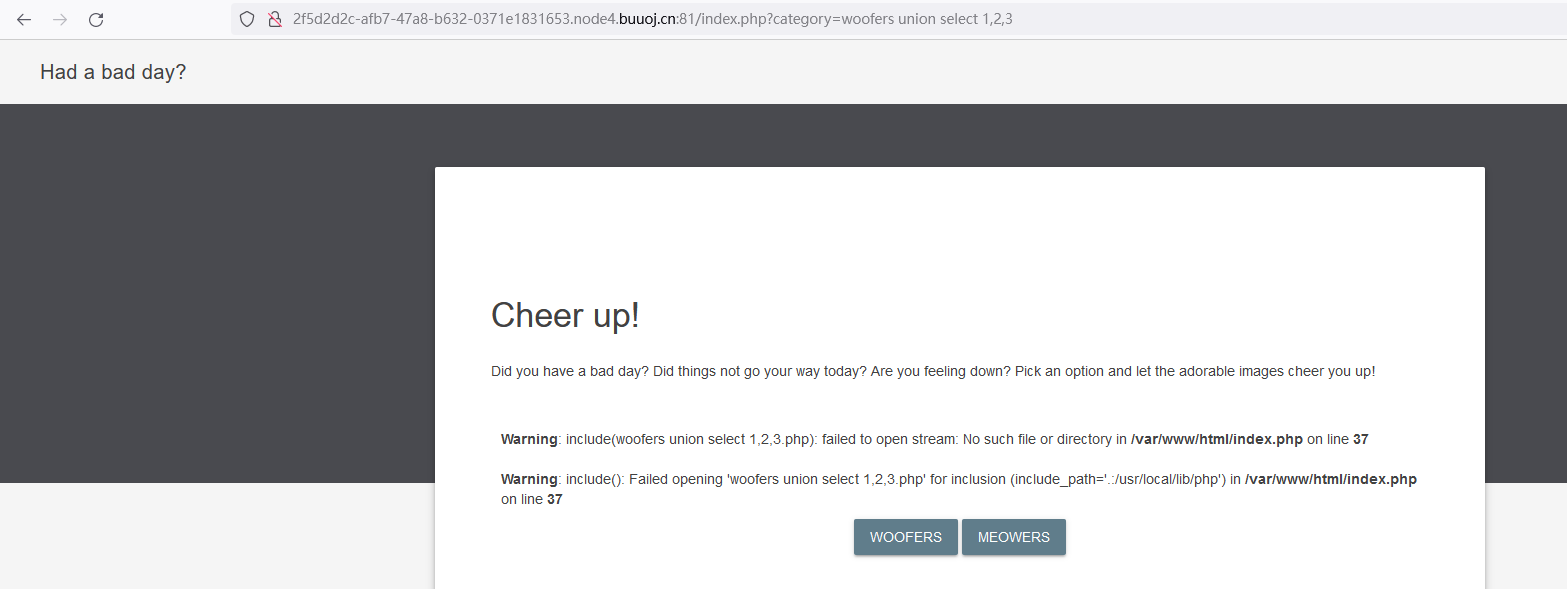 2f5d2d2c-afb7-47a8-b632-0371e1831653.node4.buuoj.cn:81/index.php?category=woofers union select 1,2,3
Had a bad day?
Cheer up!
Did you have a bad day? Did things not go your way today? Are you feeling down? Pick an option and let the adorable images cheer you up!
Warning: include(woofers union select 1,2,3.php): failed to open stream: No such file or directory in /var/www/html/index.php on line 37
Warning: include(): Failed opening 'woofers union select 1,2,3.php' for inclusion (include_path='.:/usr/local/lib/php') in /var/www/html/index.php
on line 37
WOOFERS MEOWERS